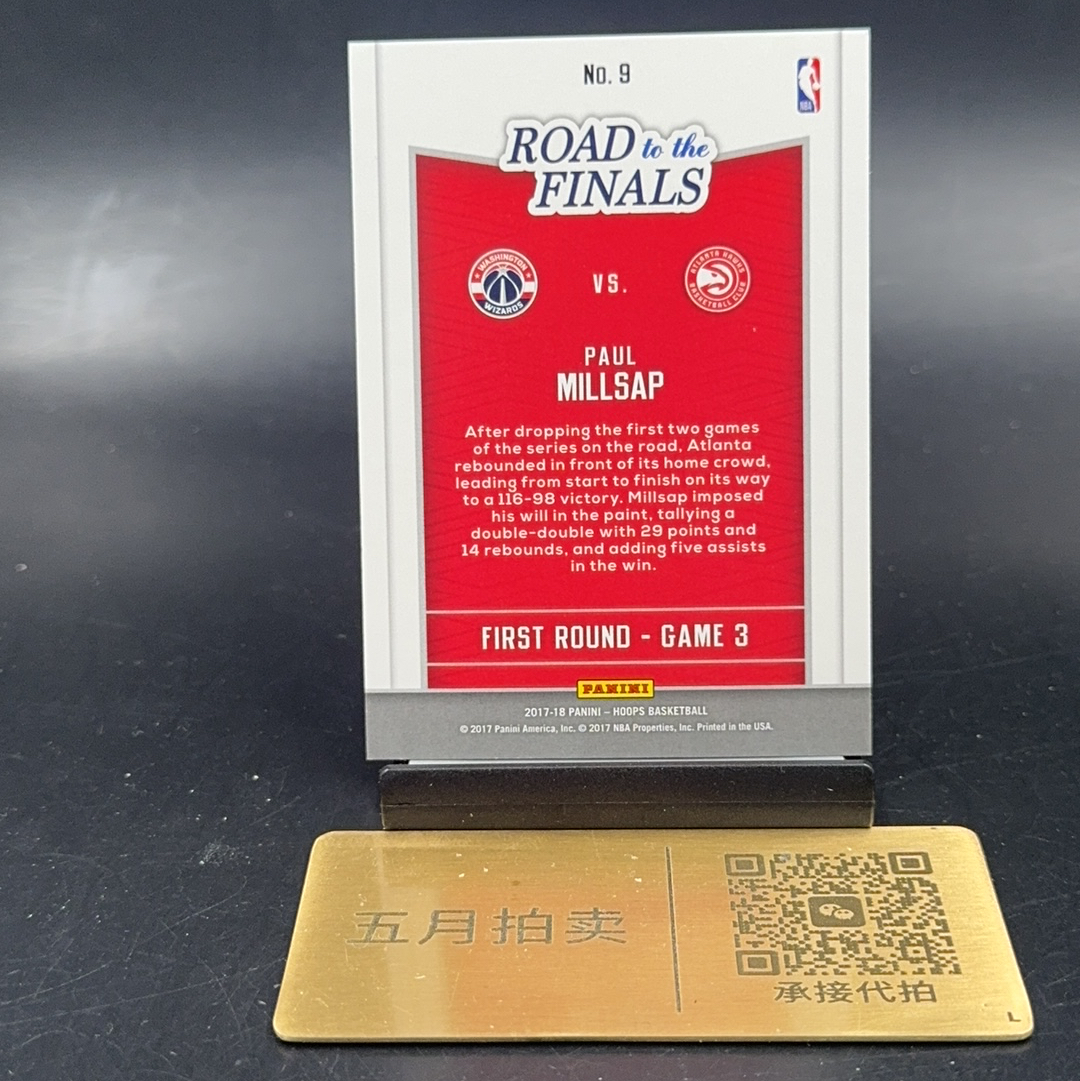 No. 9
NBA
ROAD to the
FINALS
WASHINGTON
WIZARDS
VS.
ATLANTA HAWKS
BASKETBALL CLUB
PAUL
MILLSAP
After dropping the first two games
of the series on the road, Atlanta
rebounded in front of its home crowd,
leading from start to finish on its way
to a 116-98 victory. Millsap imposed
his will in the paint, tallying a
double-double with 29 points and
14 rebounds, and adding five assists
in the win.
FIRST ROUND - GAME 3
PANINI
2017-18 PANINI – HOOPS BASKETBALL
© 2017 Panini America, Inc. © 2017 NBA Properties, Inc. Printed in the USA.
五月拍卖
承接代拍